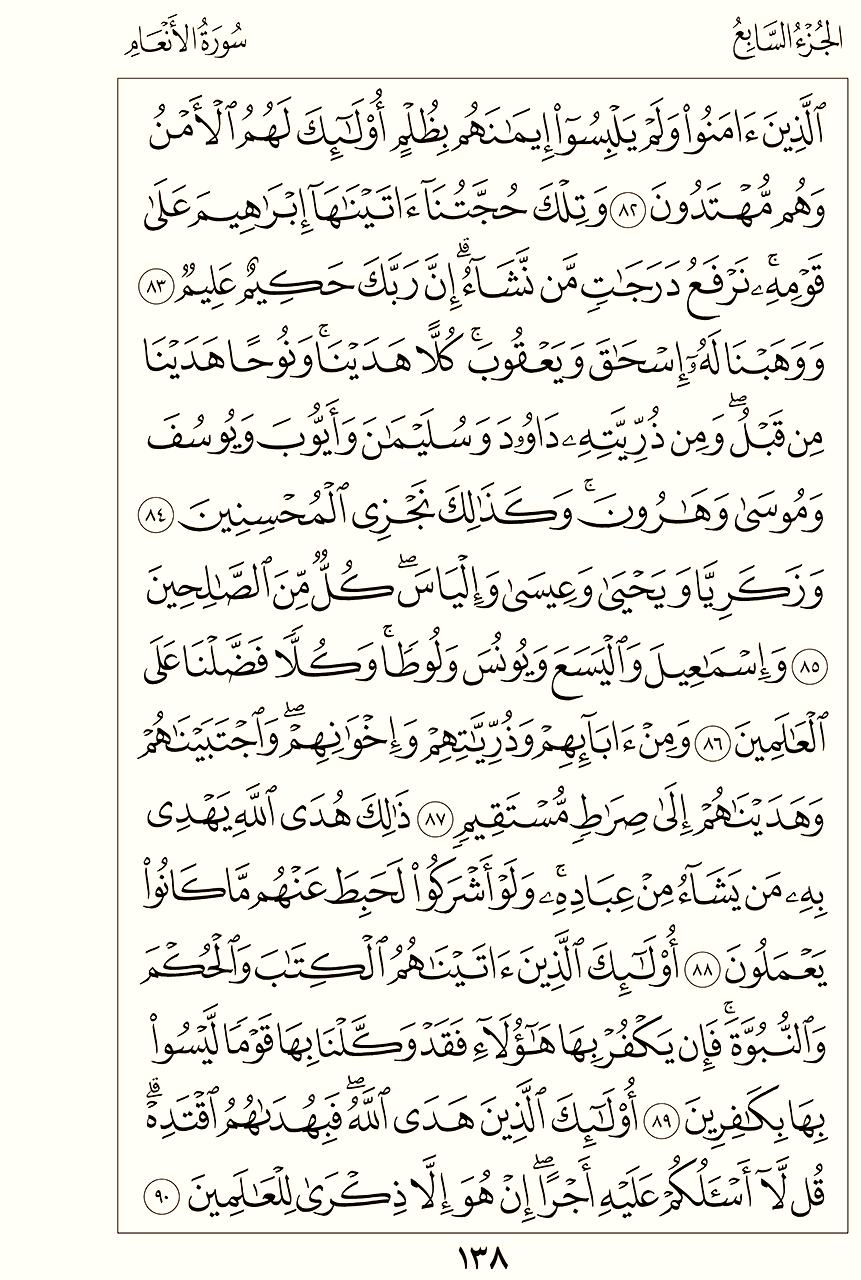 الجُزْءُ السَّابِعُ
سُورَةُ الأَنْعَامِ
ٱلَّذِينَ ءَامَنُوا۟ وَلَمْ يَلْبِسُوٓا۟ إِيمَـٰنَهُم بِظُلْمٍ أُو۟لَـٰٓئِكَ لَهُمُ ٱلْأَمْنُ
وَهُم مُّهْتَدُونَ ٨٢ وَتِلْكَ حُجَّتُنَآ ءَاتَيْنَـٰهَآ إِبْرَٰهِيمَ عَلَىٰ
قَوْمِهِۦ ۚ نَرْفَعُ دَرَجَـٰتٍ مَّن نَّشَآءُ ۗ إِنَّ رَبَّكَ حَكِيمٌ عَلِيمٌ ٨٣
وَوَهَبْنَا لَهُۥٓ إِسْحَـٰقَ وَيَعْقُوبَ ۚ كُلًّا هَدَيْنَا ۚ وَنُوحًا هَدَيْنَا
مِن قَبْلُ ۖ وَمِن ذُرِّيَّتِهِۦ دَاوُۥدَ وَسُلَيْمَـٰنَ وَأَيُّوبَ وَيُوسُفَ
وَمُوسَىٰ وَهَـٰرُونَ ۚ وَكَذَٰلِكَ نَجْزِى ٱلْمُحْسِنِينَ ٨٤
وَزَكَرِيَّا وَيَحْيَىٰ وَعِيسَىٰ وَإِلْيَاسَ ۖ كُلٌّ مِّنَ ٱلصَّـٰلِحِينَ
٨٥ وَإِسْمَـٰعِيلَ وَٱلْيَسَعَ وَيُونُسَ وَلُوطًا ۚ وَكُلًّا فَضَّلْنَا عَلَى
ٱلْعَـٰلَمِينَ ٨٦ وَمِنْ ءَابَآئِهِمْ وَذُرِّيَّـٰتِهِمْ وَإِخْوَٰنِهِمْ ۖ وَٱجْتَبَيْنَـٰهُمْ
وَهَدَيْنَـٰهُمْ إِلَىٰ صِرَٰطٍ مُّسْتَقِيمٍ ٨٧ ذَٰلِكَ هُدَى ٱللَّهِ يَهْدِى
بِهِۦ مَن يَشَآءُ مِنْ عِبَادِهِۦ ۚ وَلَوْ أَشْرَكُوا۟ لَحَبِطَ عَنْهُم مَّا كَانُوا۟
يَعْمَلُونَ ٨٨ أُو۟لَـٰٓئِكَ ٱلَّذِينَ ءَاتَيْنَـٰهُمُ ٱلْكِتَـٰبَ وَٱلْحُكْمَ
وَٱلنُّبُوَّةَ ۚ فَإِن يَكْفُرْ بِهَا هَـٰٓؤُلَآءِ فَقَدْ وَكَّلْنَا بِهَا قَوْمًا لَّيْسُوا۟
بِهَا بِكَـٰفِرِينَ ٨٩ أُو۟لَـٰٓئِكَ ٱلَّذِينَ هَدَى ٱللَّهُ ۖ فَبِهُدَىٰهُمُ ٱقْتَدِهْ ۗ
قُل لَّآ أَسْـَٔلُكُمْ عَلَيْهِ أَجْرًا ۖ إِنْ هُوَ إِلَّا ذِكْرَىٰ لِلْعَـٰلَمِينَ ٩٠
١٣٨